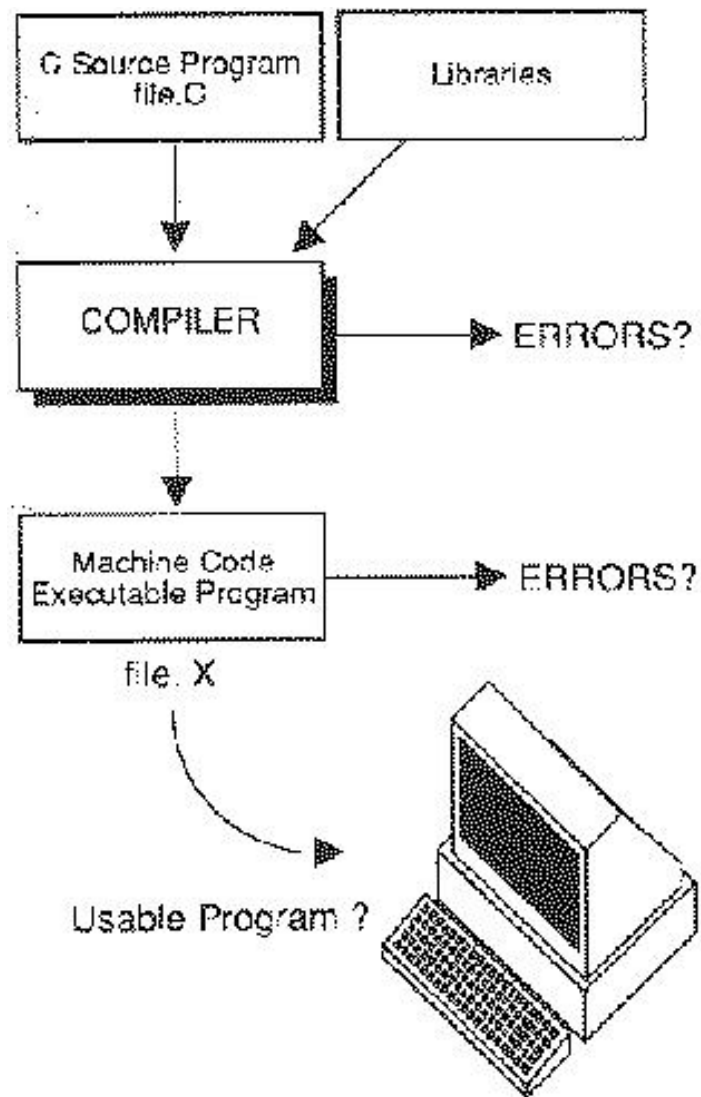 C Source Program
file.C
Libraries
COMPILER
ERRORS?
Machine Code
Executable Program
ERRORS?
file. X
Usable Program ?